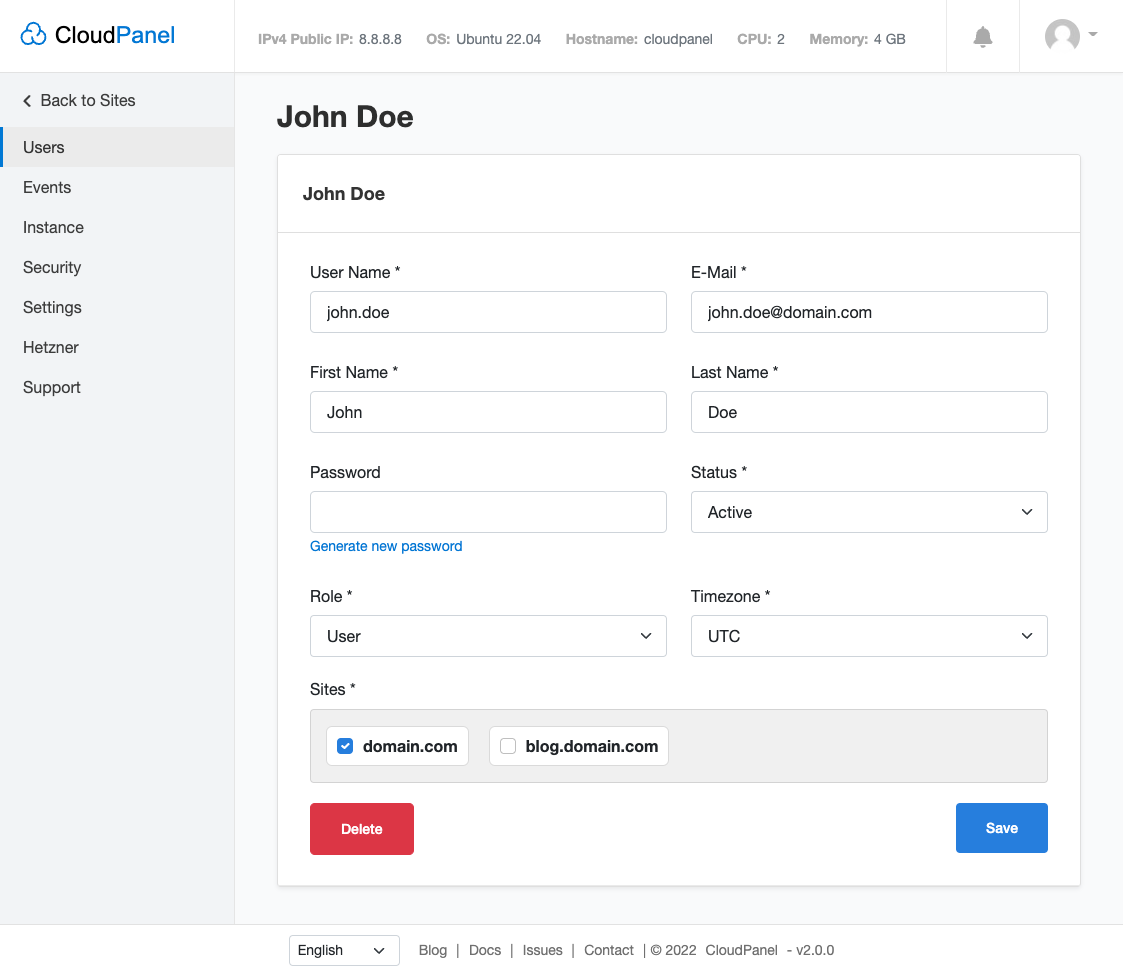 CloudPanel
IPv4 Public IP: 8.8.8.8 OS: Ubuntu 22.04 Hostname: cloudpanel CPU: 2 Memory: 4 GB
Back to Sites
Users
Events
Instance
Security
Settings
Hetzner
Support
John Doe
John Doe
User Name * E-Mail *
john.doe john.doe@domain.com
First Name * Last Name *
John Doe
Password Status *
Active
Generate new password
Role * Timezone *
User UTC
Sites *
domain.com blog.domain.com
Delete Save
English Blog | Docs | Issues | Contact | © 2022 CloudPanel - v2.0.0